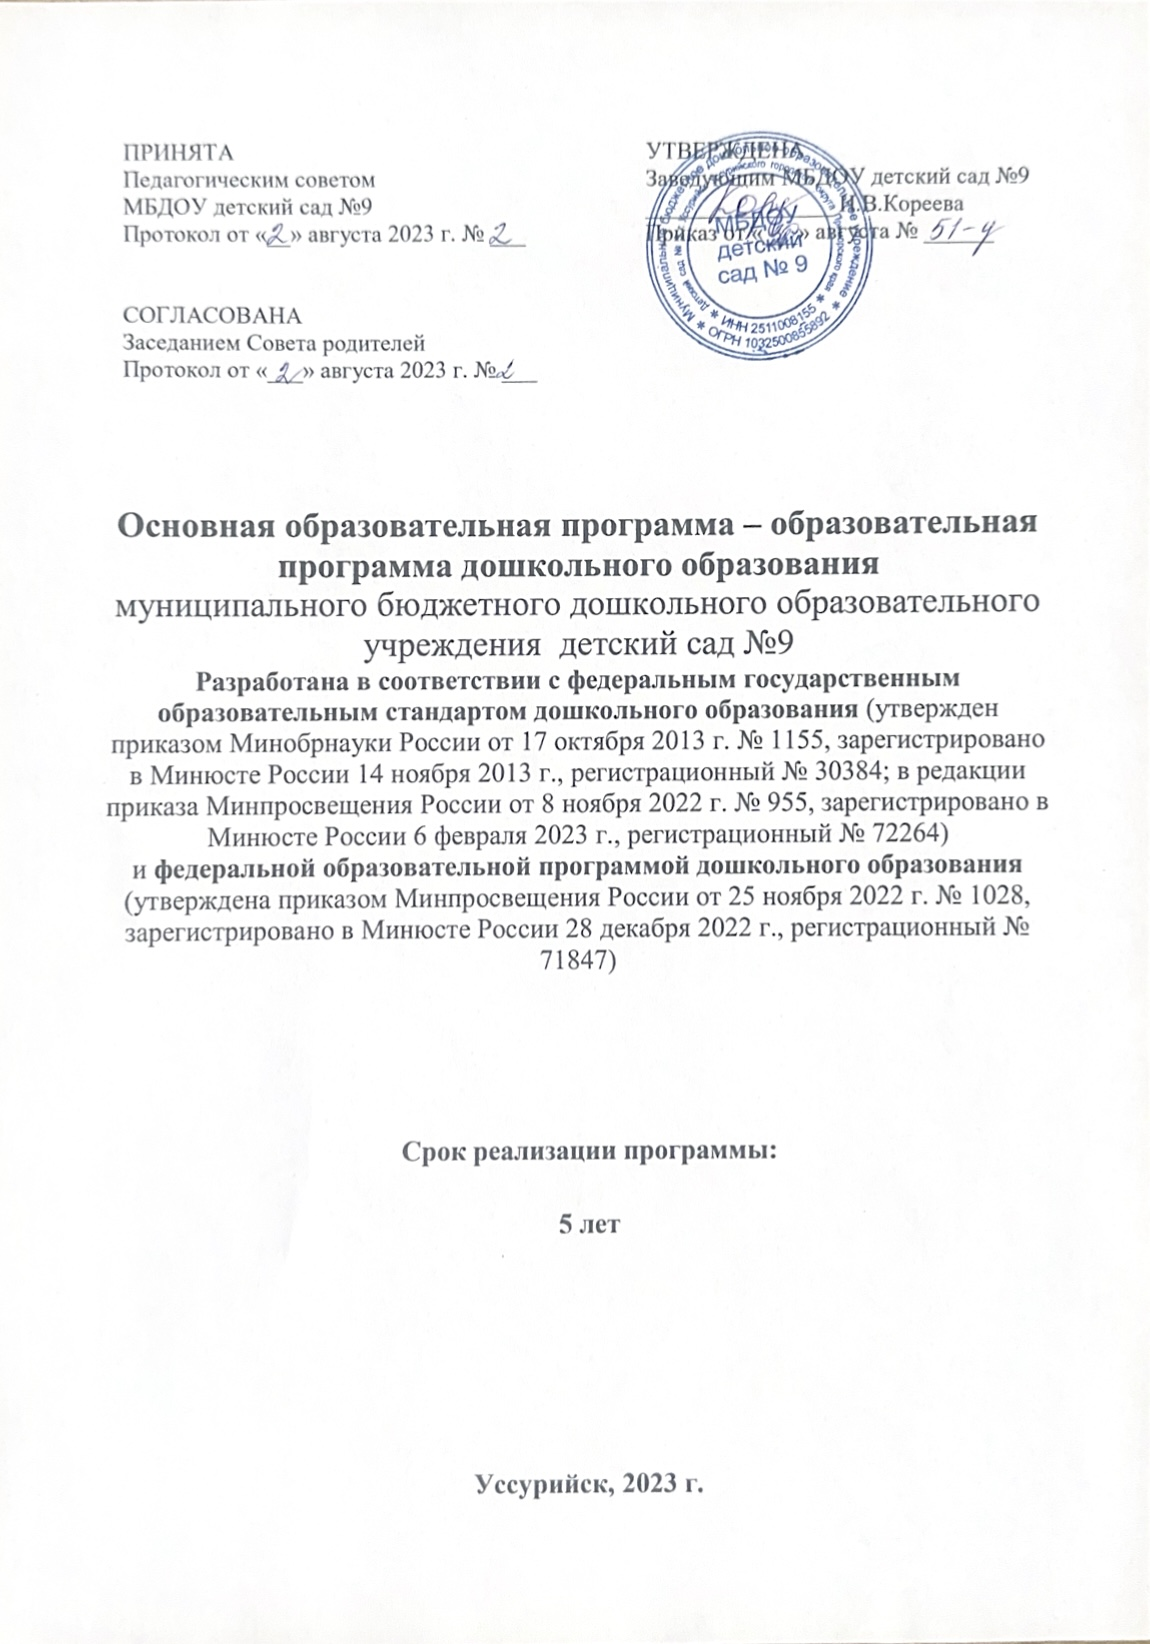 ПРИНЯТА
Педагогическим советом
МБДОУ детский сад №9
Протокол от «2» августа 2023 г. № 2
УТВЕРЖДЕНА
Заведующим МБДОУ детский сад №9
И.В.Кореева
Приказ от « » августа № 51-ч
МБДОУ
детский
сад № 9
ИНН 2511008155
ОГРН 1032500855892
СОГЛАСОВАНА
Заседанием Совета родителей
Протокол от «2» августа 2023 г. №2
Основная образовательная программа – образовательная
программа дошкольного образования
муниципального бюджетного дошкольного образовательного
учреждения детский сад №9
Разработана в соответствии с федеральным государственным
образовательным стандартом дошкольного образования (утвержден
приказом Минобрнауки России от 17 октября 2013 г. № 1155, зарегистрировано
в Минюсте России 14 ноября 2013 г., регистрационный № 30384; в редакции
приказа Минпросвещения России от 8 ноября 2022 г. № 955, зарегистрировано в
Минюсте России 6 февраля 2023 г., регистрационный № 72264)
и федеральной образовательной программой дошкольного образования
(утверждена приказом Минпросвещения России от 25 ноября 2022 г. № 1028,
зарегистрировано в Минюсте России 28 декабря 2022 г., регистрационный №
71847)
Срок реализации программы:
5 лет
Уссурийск, 2023 г.